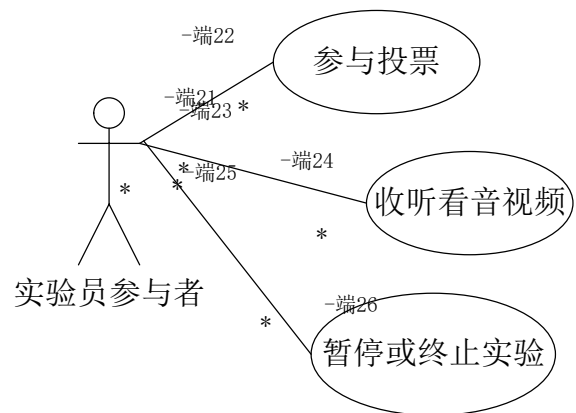 -端22
参与投票
-端21
-端23
*
-端24
*
-端25
*
*
收听看音视频
*
实验员参与者
-端26
*
暂停或终止实验